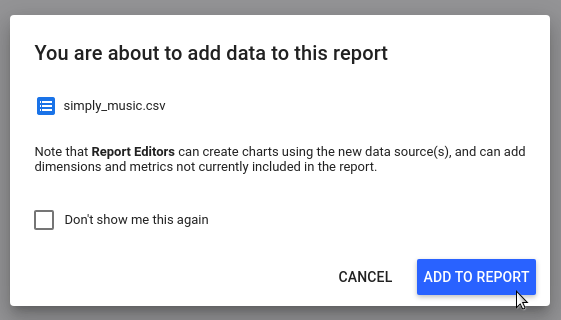 You are about to add data to this report
simply_music.csv
Note that Report Editors can create charts using the new data source(s), and can add
dimensions and metrics not currently included in the report.
Don't show me this again
CANCEL
ADD TO REPORT